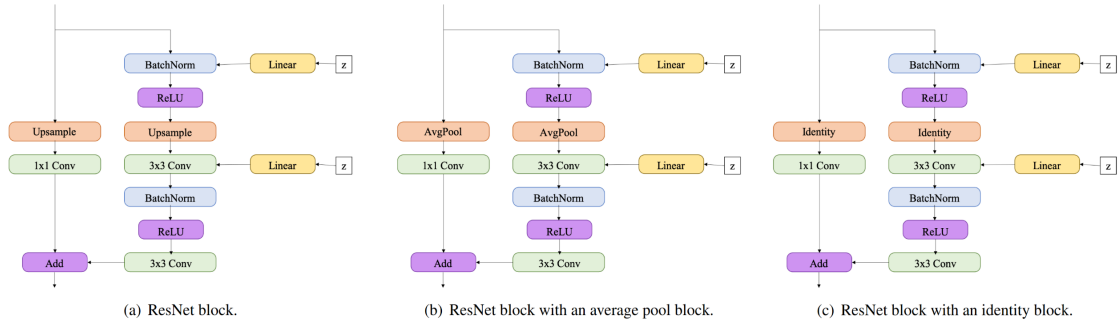 BatchNorm
Linear
z
ReLU
Upsample
Upsample
1x1 Conv
3x3 Conv
Linear
z
BatchNorm
ReLU
Add
3x3 Conv
(a) ResNet block.
BatchNorm
Linear
z
ReLU
AvgPool
AvgPool
1x1 Conv
3x3 Conv
Linear
z
BatchNorm
ReLU
Add
3x3 Conv
(b) ResNet block with an average pool block.
BatchNorm
Linear
z
ReLU
Identity
Identity
1x1 Conv
3x3 Conv
Linear
z
BatchNorm
ReLU
Add
3x3 Conv
(c) ResNet block with an identity block.